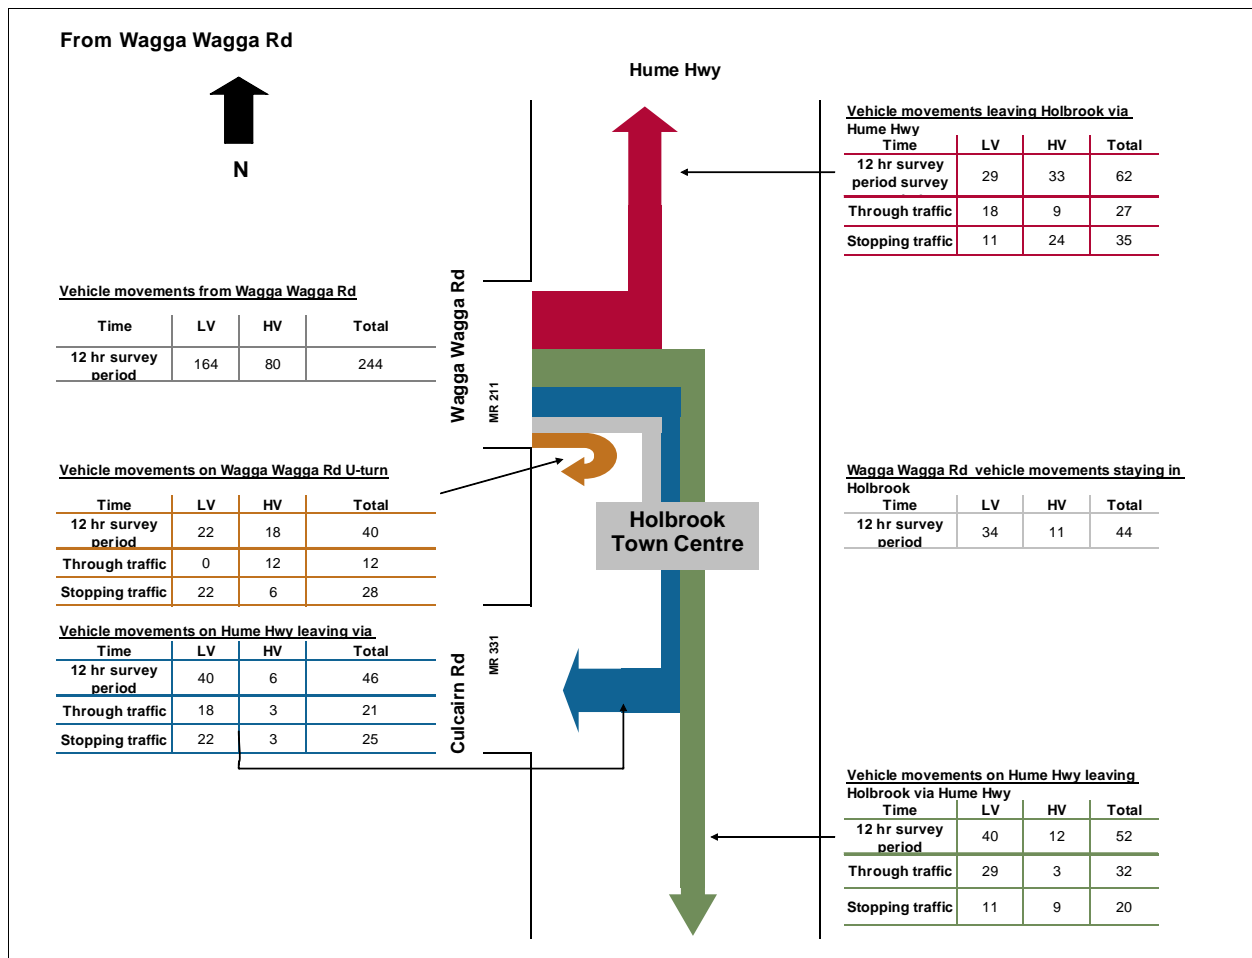 From Wagga Wagga Rd
N
Hume Hwy
Vehicle movements leaving Holbrook via
Hume Hwy
Time LV HV Total
12 hr survey
period survey
29 33 62
Through traffic 18 9 27
Stopping traffic 11 24 35
Vehicle movements from Wagga Wagga Rd
Time LV HV Total
12 hr survey
period
164 80 244
Wagga Wagga Rd
MR 211
Vehicle movements on Wagga Wagga Rd U-turn
Time LV HV Total
12 hr survey
period
22 18 40
Through traffic 0 12 12
Stopping traffic 22 6 28
Holbrook
Town Centre
Wagga Wagga Rd vehicle movements staying in
Holbrook
Time LV HV Total
12 hr survey
period
34 11 44
Vehicle movements on Hume Hwy leaving via
Time LV HV Total
12 hr survey
period
40 6 46
Through traffic 18 3 21
Stopping traffic 22 3 25
Culcairn Rd
MR 331
Vehicle movements on Hume Hwy leaving
Holbrook via Hume Hwy
Time LV HV Total
12 hr survey
period
40 12 52
Through traffic 29 3 32
Stopping traffic 11 9 20